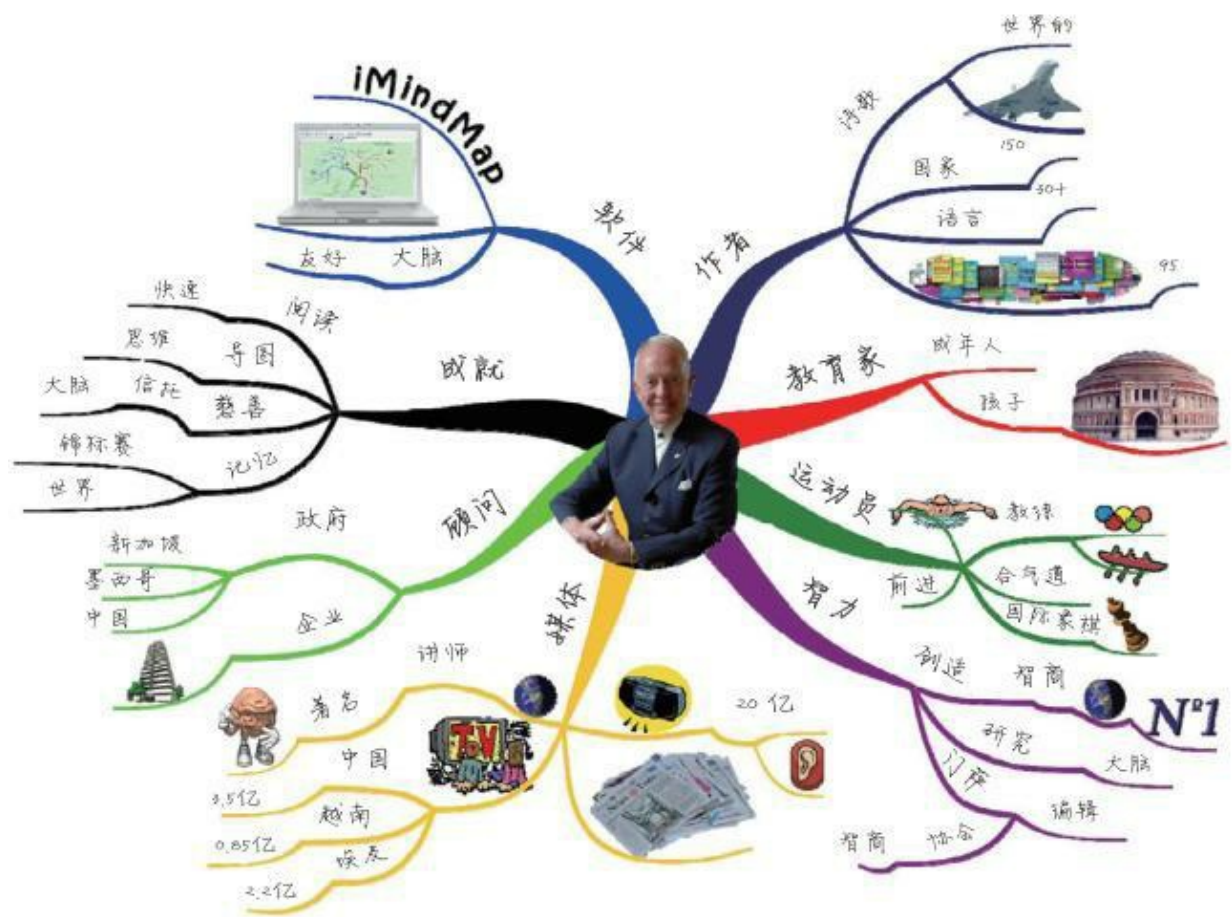 iMindMap
软件
友好 大脑
作者
诗歌
世界的
150
国家
30+
语言
95
教育家
成年人
孩子
运动员
教练
合气道
国际象棋
前进
智力
创造 智商
Nº1
研究
大脑
门萨
编辑
智商 协会
媒体
讲师
著名
20亿
TOV
中国
3.5亿
越南
0.85亿
2.2亿
顾问
政府
新加坡
墨西哥
中国
企业
成就
快速 阅读
思维 导图
大脑 信托 慈善
锦标赛
世界
记忆